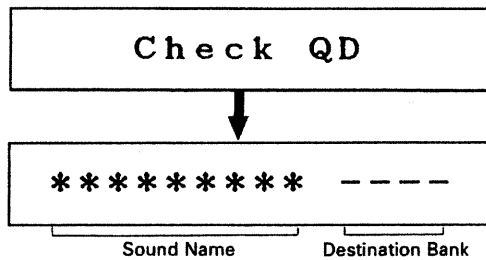 Check QD
********* ----
Sound Name Destination Bank